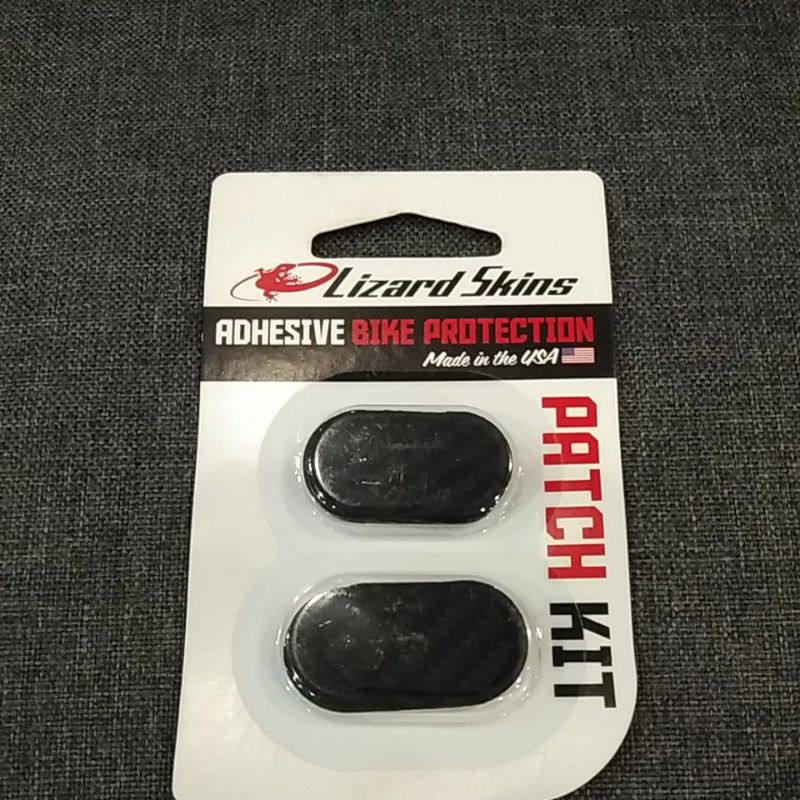 Lizard Skins
ADHESIVE BIKE PROTECTION
Made in the USA
PATCH KIT